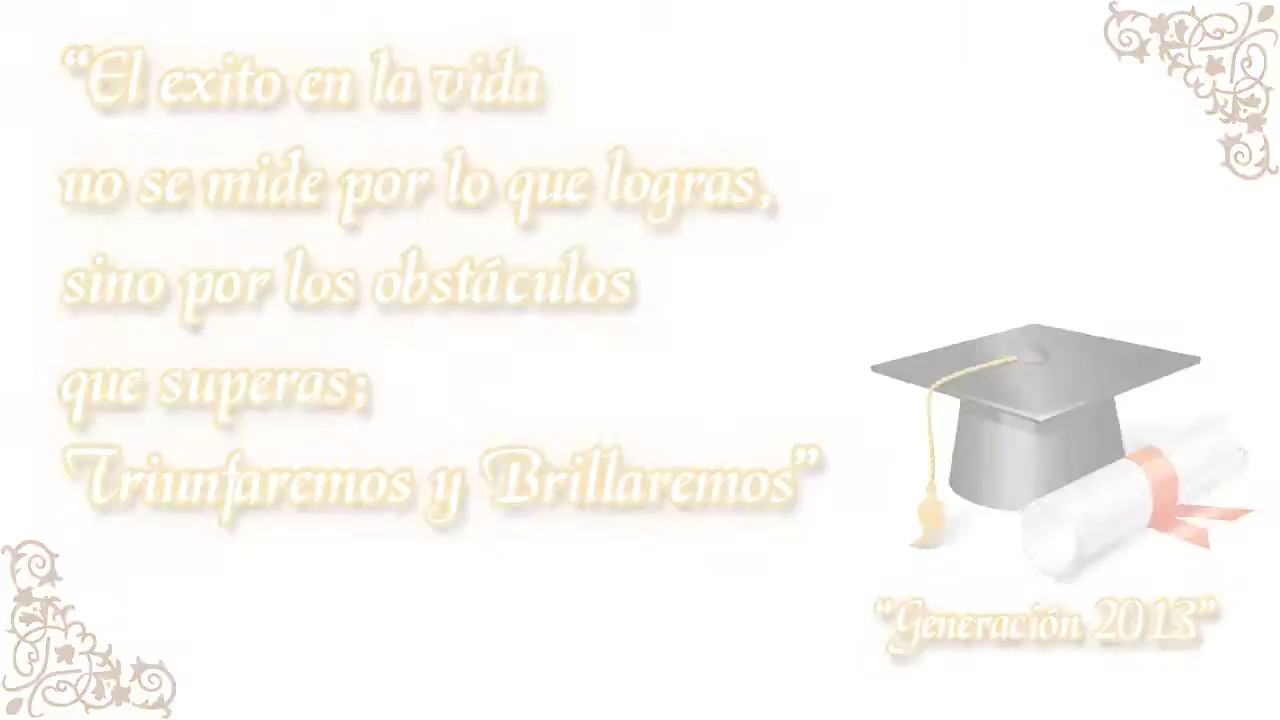 “El exito en la vida
no se mide por lo que logras,
sino por los obstáculos
que superas;
Triunfaremos y Brillaremos”
“Generación 2013”